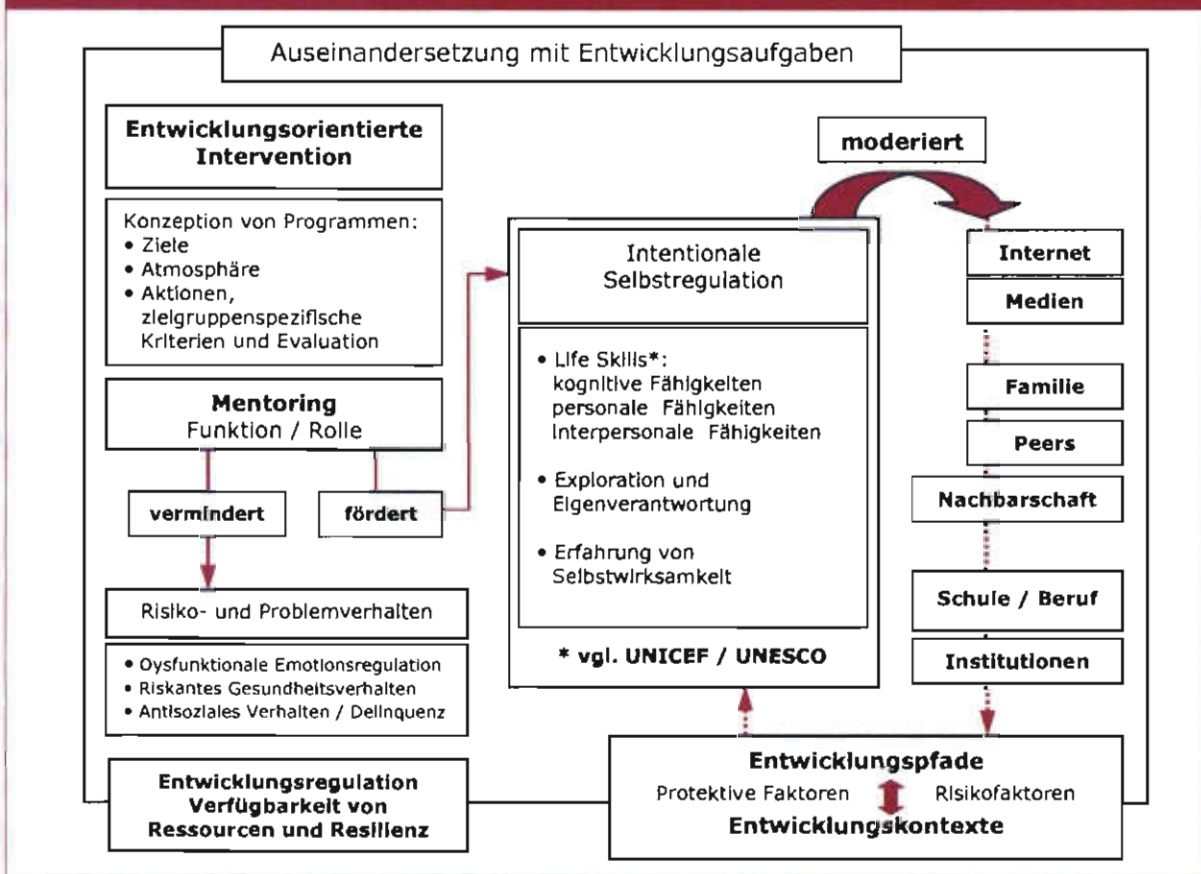 Auseinandersetzung mit Entwicklungsaufgaben
Entwicklungsorientierte
Intervention
Konzeption von Programmen:
• Ziele
• Atmosphäre
• Aktionen,
zielgruppenspezifische
Kriterien und Evaluation
Mentoring
Funktion / Rolle
vermindert
fördert
Risiko- und Problemverhalten
• Oysfunktionale Emotionsregulation
• Riskantes Gesundheitsverhalten
• Antisoziales Verhalten / Delinquenz
Entwicklungsregulation
Verfügbarkeit von
Ressourcen und Resilienz
Intentionale
Selbstregulation
• Life Skills*:
kognitive Fähigkeiten
personale Fähigkeiten
interpersonale Fähigkeiten
• Exploration und
Eigenverantwortung
• Erfahrung von
Selbstwirksamkeit
* vgl. UNICEF / UNESCO
moderiert
Internet
Medien
Familie
Peers
Nachbarschaft
Schule / Beruf
Institutionen
Entwicklungspfade
Protektive Faktoren Risikofaktoren
Entwicklungskontexte